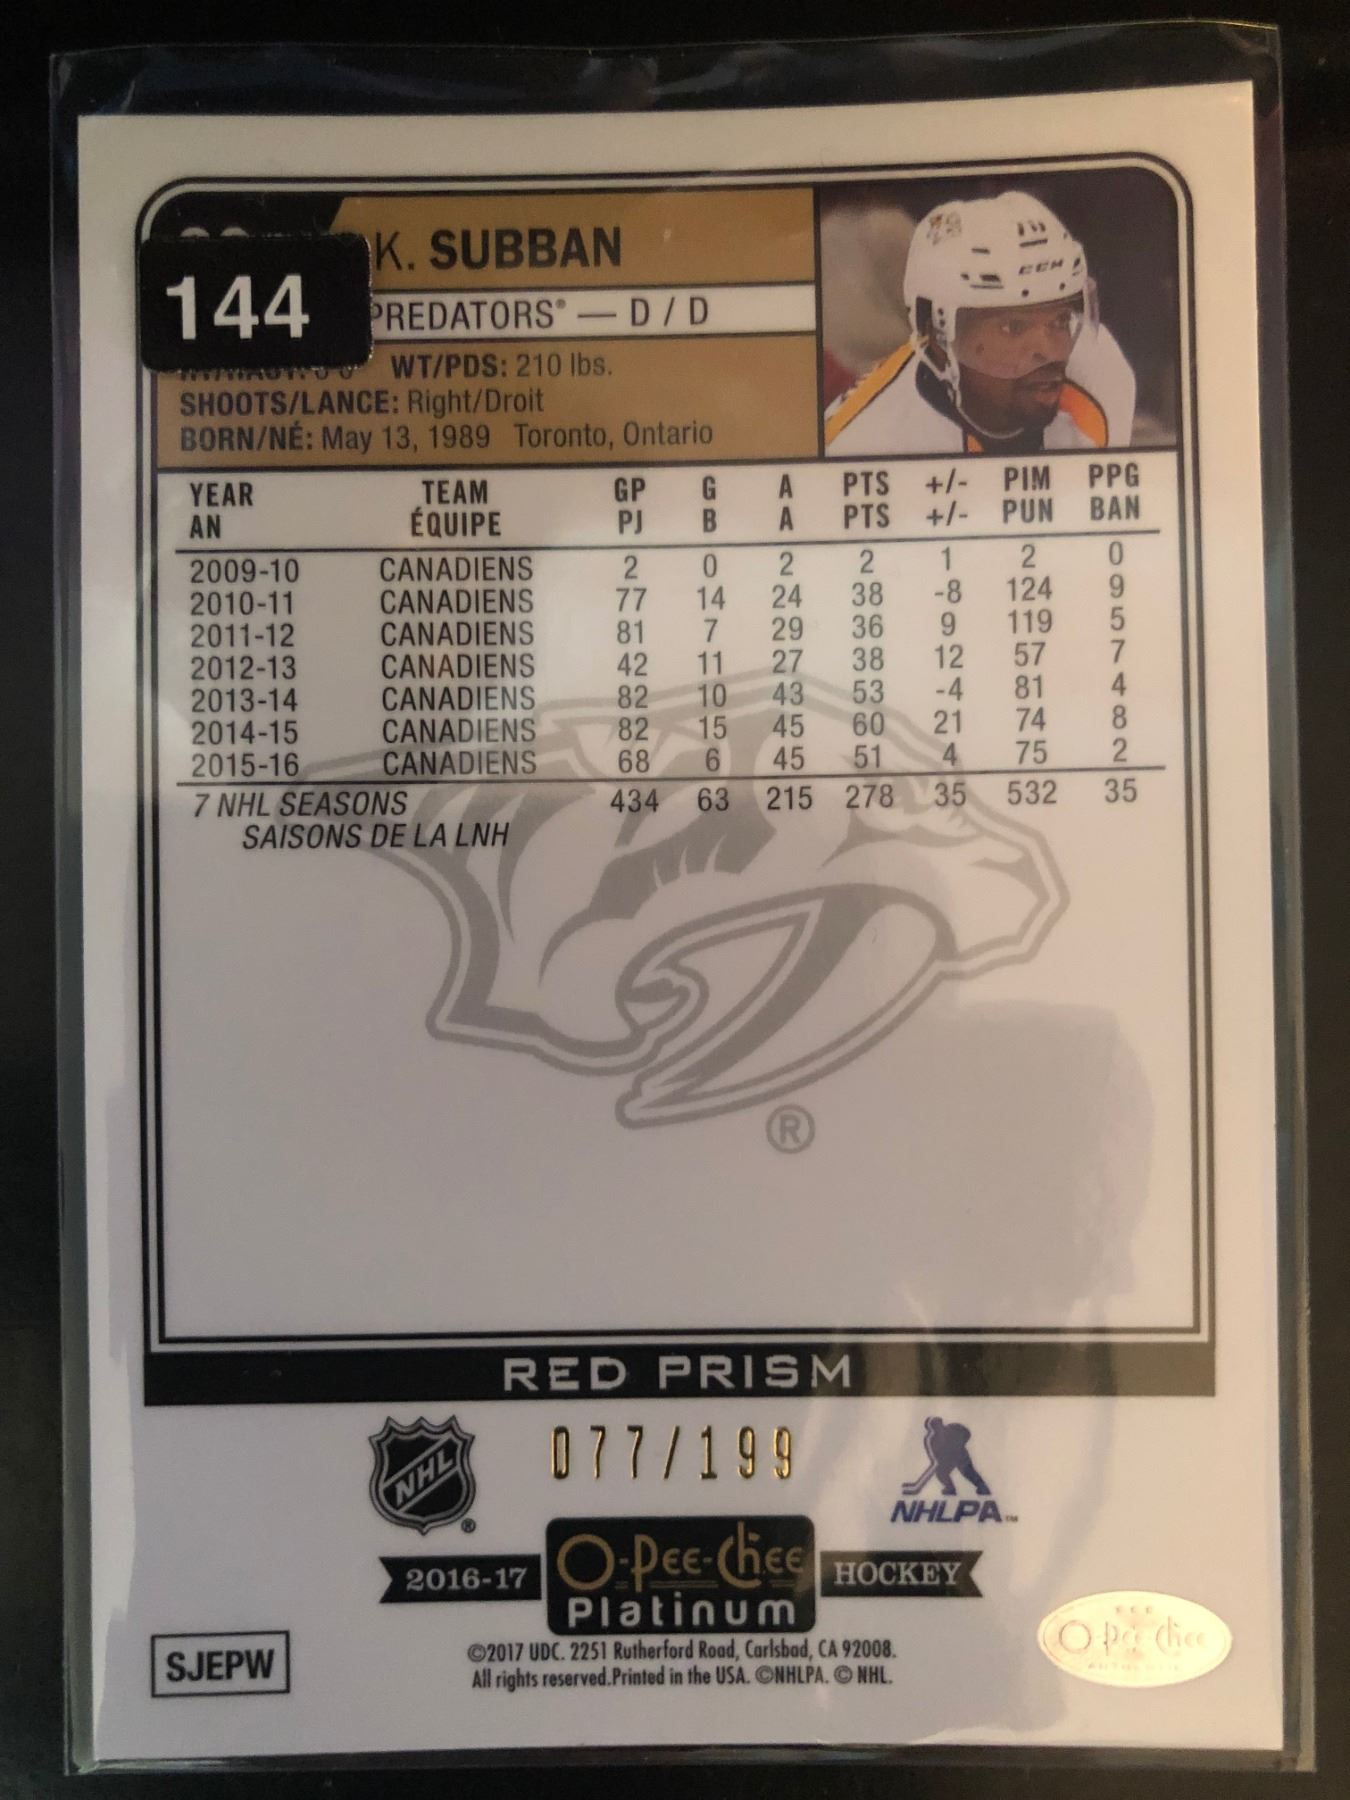 144
K. SUBBAN
PREDATORS® — D / D
WT/PDS: 210 lbs.
SHOOTS/LANCE: Right/Droit
BORN/NÉ: May 13, 1989 Toronto, Ontario
CCM
YEAR TEAM GP G A PTS +/- PIM PPG
AN ÉQUIPE PJ B A PTS +/- PUN BAN
2009-10 CANADIENS 2 0 2 2 1 2 0
2010-11 CANADIENS 77 14 24 38 -8 124 9
2011-12 CANADIENS 81 7 29 36 9 119 5
2012-13 CANADIENS 42 11 27 38 12 57 7
2013-14 CANADIENS 82 10 43 53 -4 81 4
2014-15 CANADIENS 82 15 45 60 21 74 8
2015-16 CANADIENS 68 6 45 51 4 75 2
7 NHL SEASONS 434 63 215 278 35 532 35
SAISONS DE LA LNH
®
RED PRISM
077/199
NHL ®
NHLPA™
2016-17 O-Pee-Chee HOCKEY
Platinum
SJEPW
©2017 UDC. 2251 Rutherford Road, Carlsbad, CA 92008.
All rights reserved.Printed in the USA. ©NHLPA. © NHL.
O-Pee-Chee